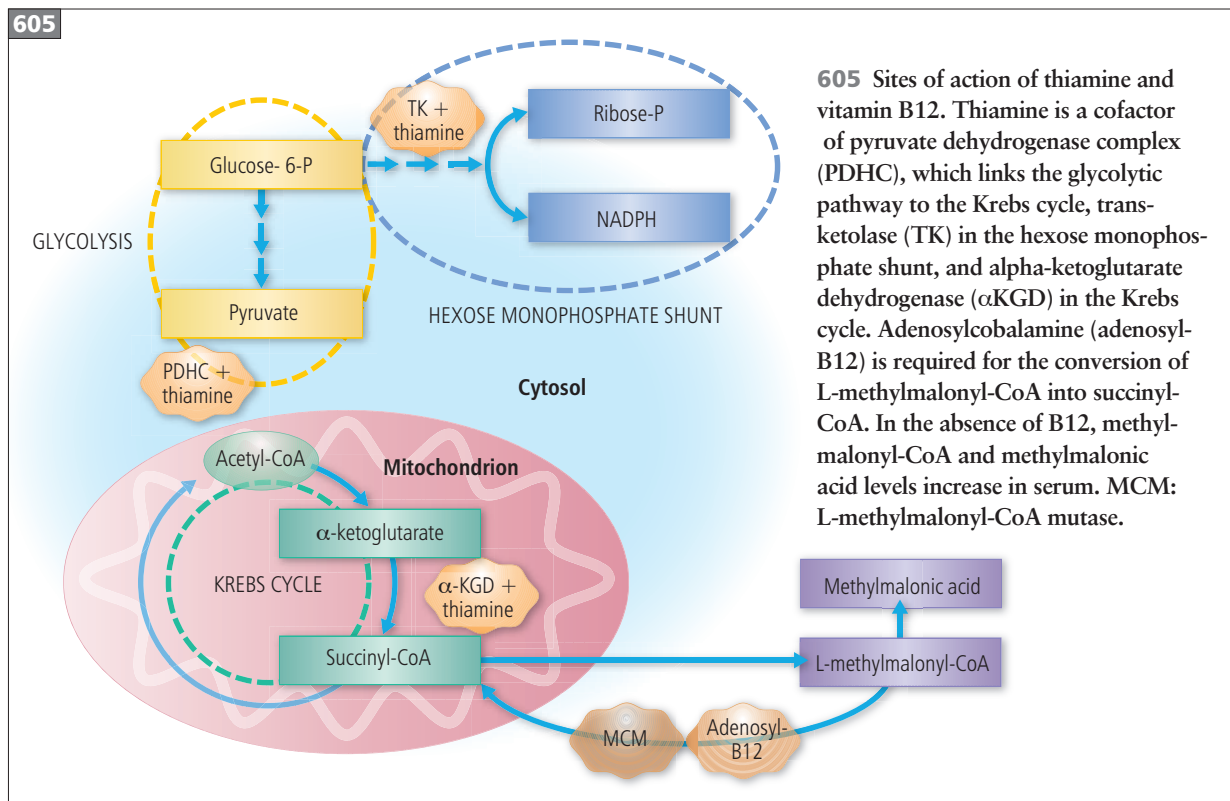 605
TK +
thiamine
Ribose-P
Glucose- 6-P
NADPH
GLYCOLYSIS
Pyruvate
HEXOSE MONOPHOSPHATE SHUNT
PDHC +
thiamine
Cytosol
Acetyl-CoA
Mitochondrion
α-ketoglutarate
KREBS CYCLE
α-KGD +
thiamine
Succinyl-CoA
Methylmalonic acid
L-methylmalonyl-CoA
MCM
Adenosyl-
B12
605 Sites of action of thiamine and
vitamin B12. Thiamine is a cofactor
of pyruvate dehydrogenase complex
(PDHC), which links the glycolytic
pathway to the Krebs cycle, trans-
ketolase (TK) in the hexose monophos-
phate shunt, and alpha-ketoglutarate
dehydrogenase (αKGD) in the Krebs
cycle. Adenosylcobalamine (adenosyl-
B12) is required for the conversion of
L-methylmalonyl-CoA into succinyl-
CoA. In the absence of B12, methyl-
malonyl-CoA and methylmalonic
acid levels increase in serum. MCM:
L-methylmalonyl-CoA mutase.